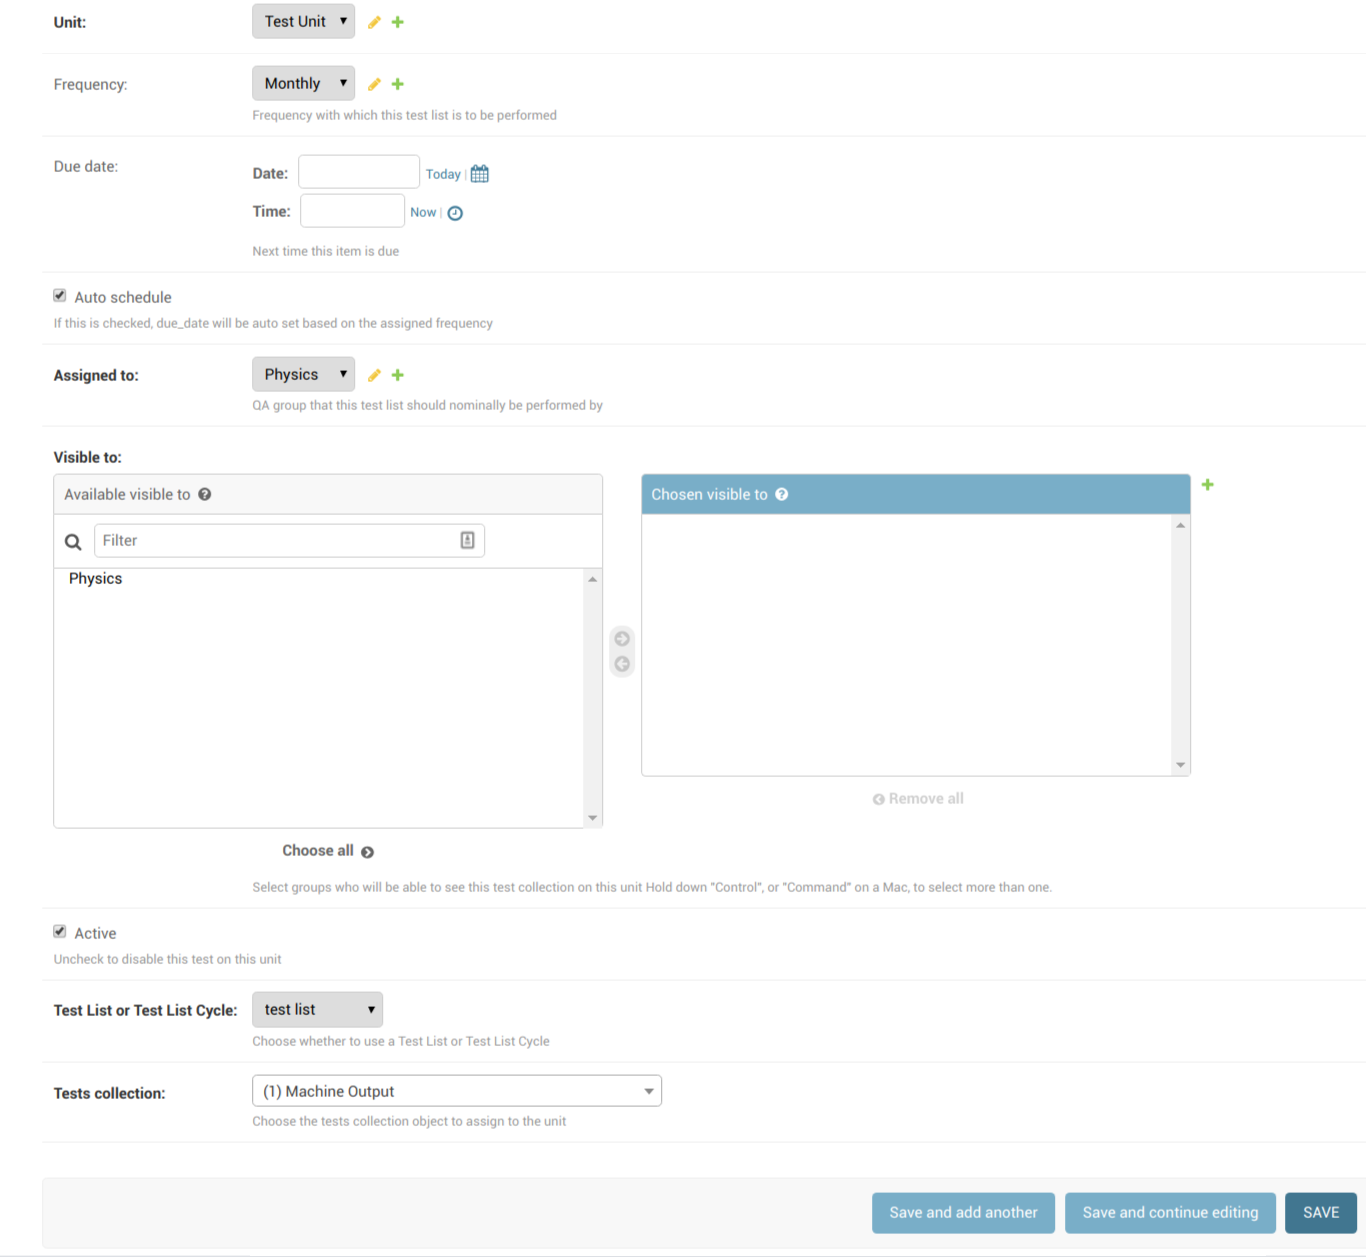 Unit: Test Unit
Frequency: Monthly
Frequency with which this test list is to be performed
Due date:
Date: Today |
Time: Now |
Next time this item is due
Auto schedule
If this is checked, due_date will be auto set based on the assigned frequency
Assigned to: Physics
QA group that this test list should nominally be performed by
Visible to:
Available visible to ?
Chosen visible to ?
Filter
Physics
Remove all
Choose all
Select groups who will be able to see this test collection on this unit Hold down "Control", or "Command" on a Mac, to select more than one.
Active
Uncheck to disable this test on this unit
Test List or Test List Cycle: test list
Choose whether to use a Test List or Test List Cycle
Tests collection: (1) Machine Output
Choose the tests collection object to assign to the unit
Save and add another Save and continue editing SAVE